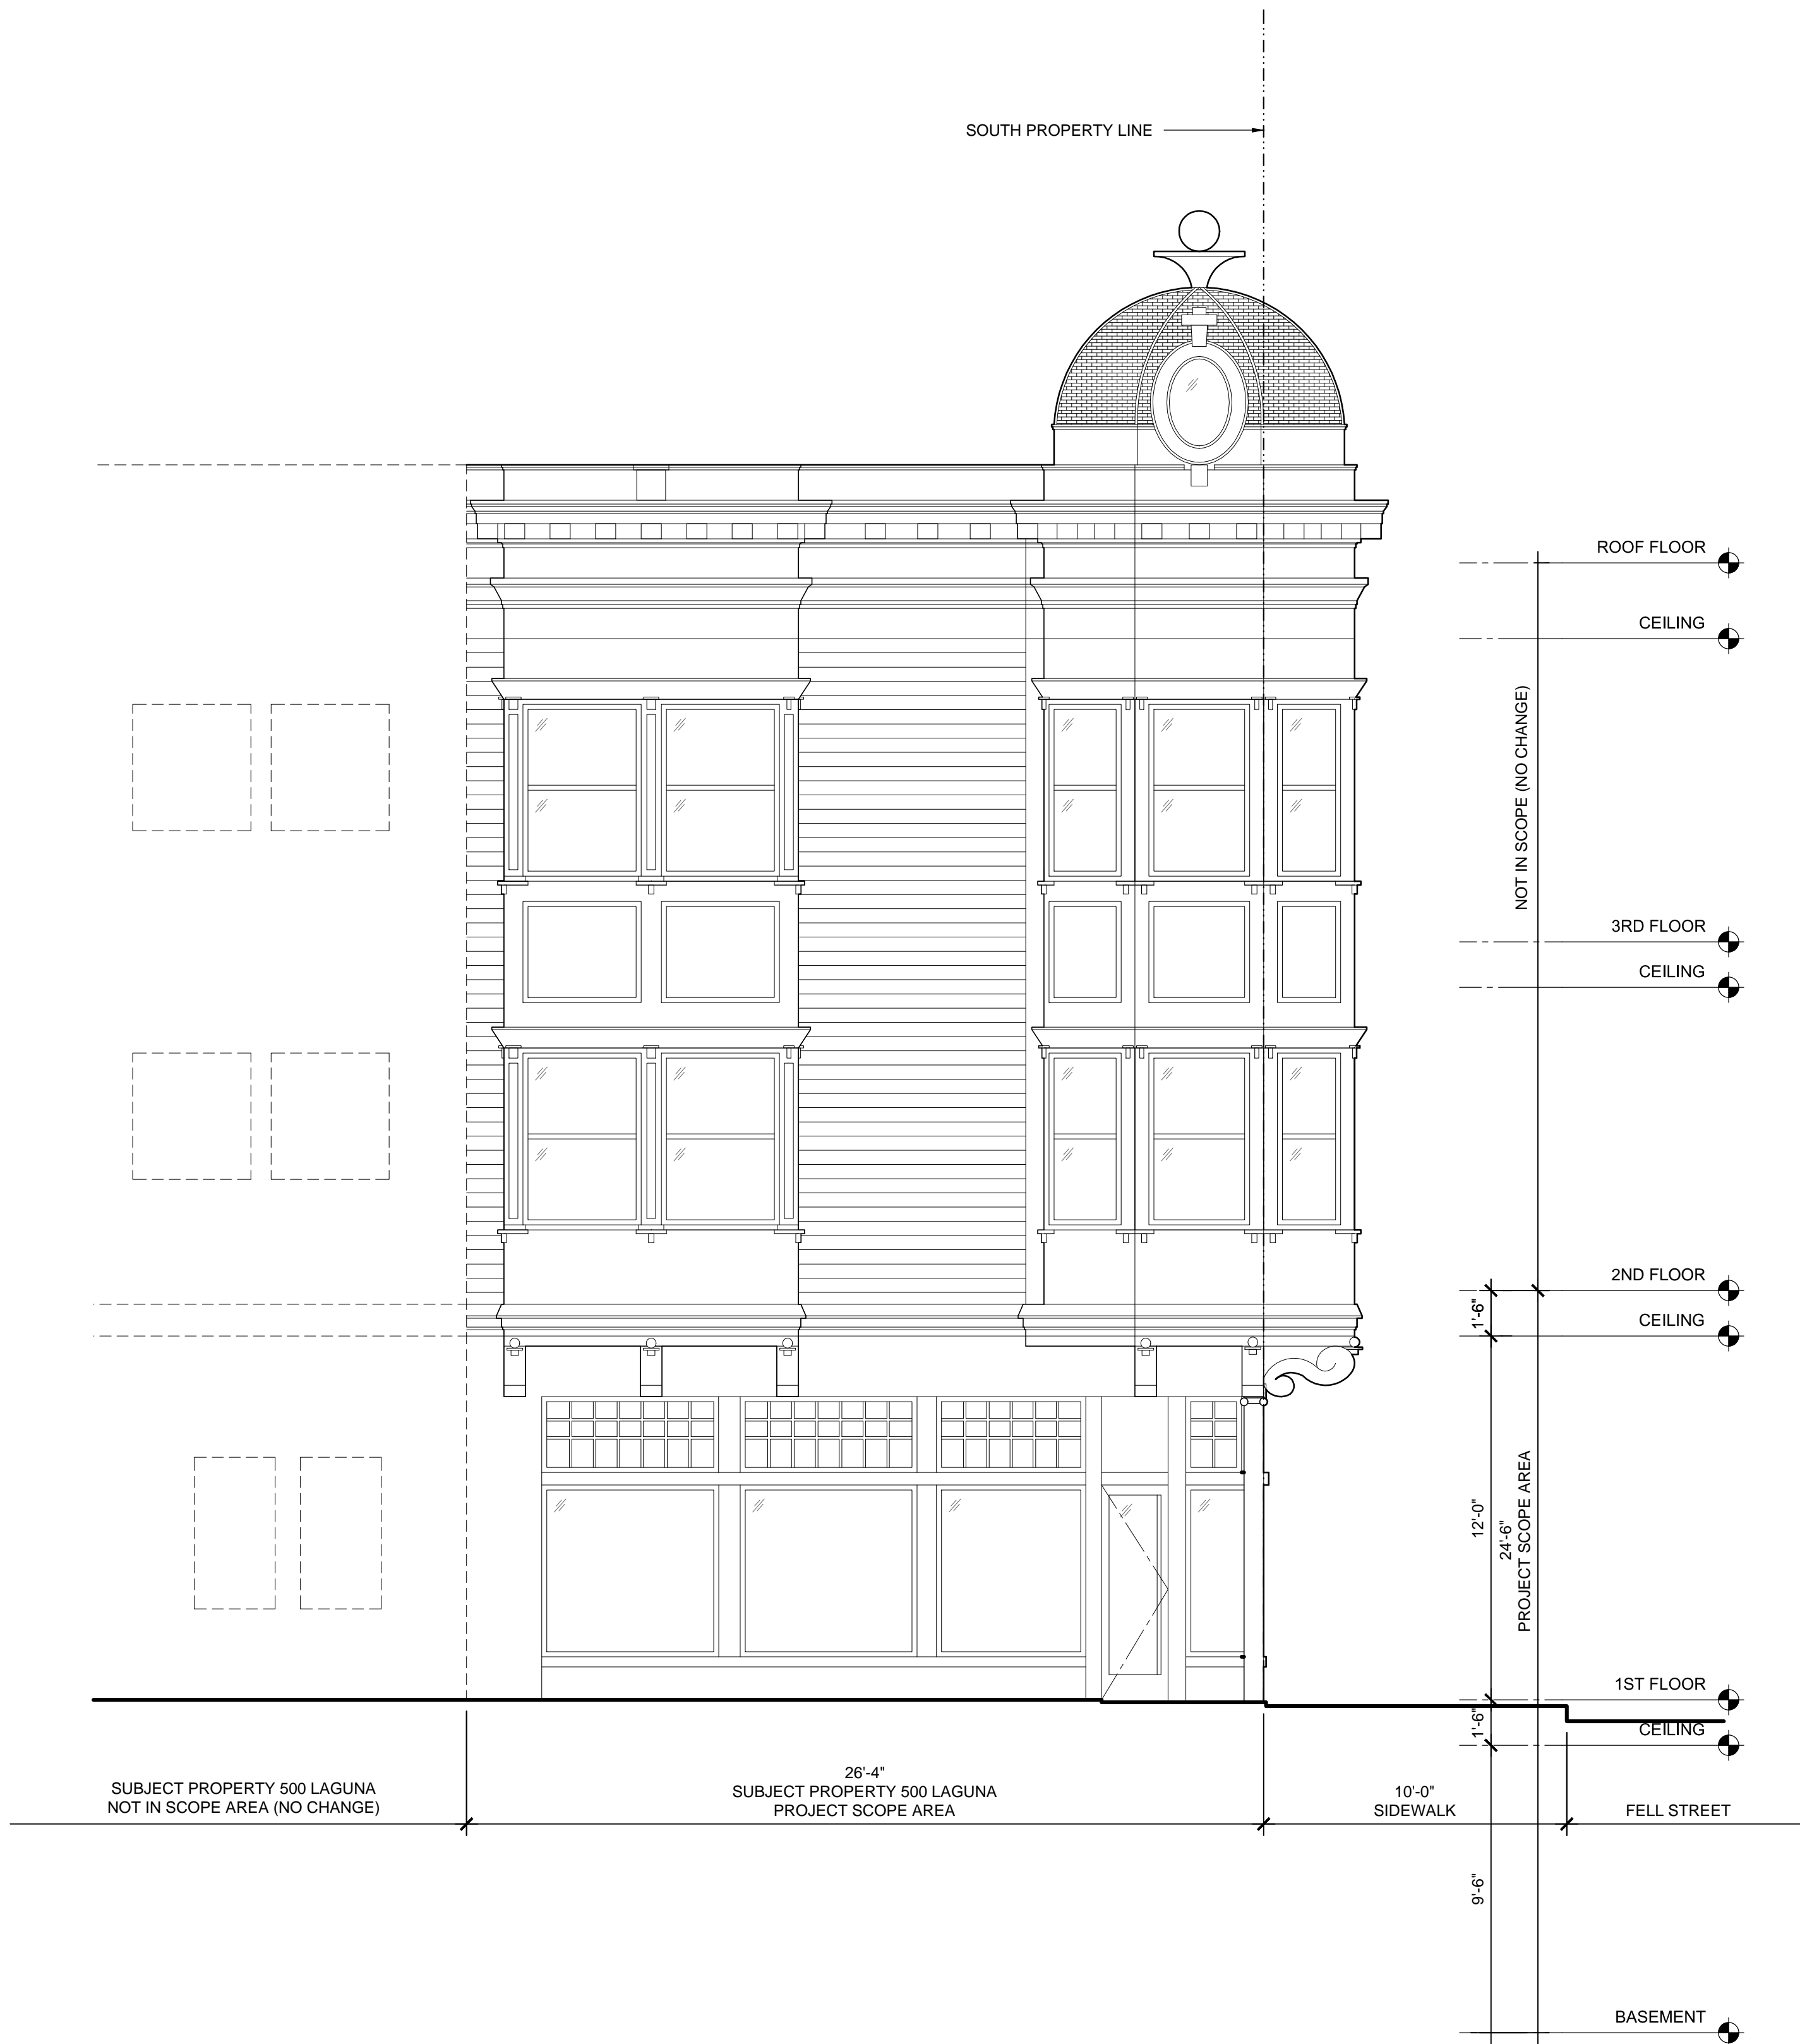 SOUTH PROPERTY LINE
ROOF FLOOR
CEILING
NOT IN SCOPE (NO CHANGE)
3RD FLOOR
CEILING
2ND FLOOR
1'-6"
CEILING
12'-0"
24'-6"
PROJECT SCOPE AREA
1ST FLOOR
1'-6"
CEILING
SUBJECT PROPERTY 500 LAGUNA
NOT IN SCOPE AREA (NO CHANGE)
26'-4"
SUBJECT PROPERTY 500 LAGUNA
PROJECT SCOPE AREA
10'-0"
SIDEWALK
FELL STREET
9'-6"
BASEMENT